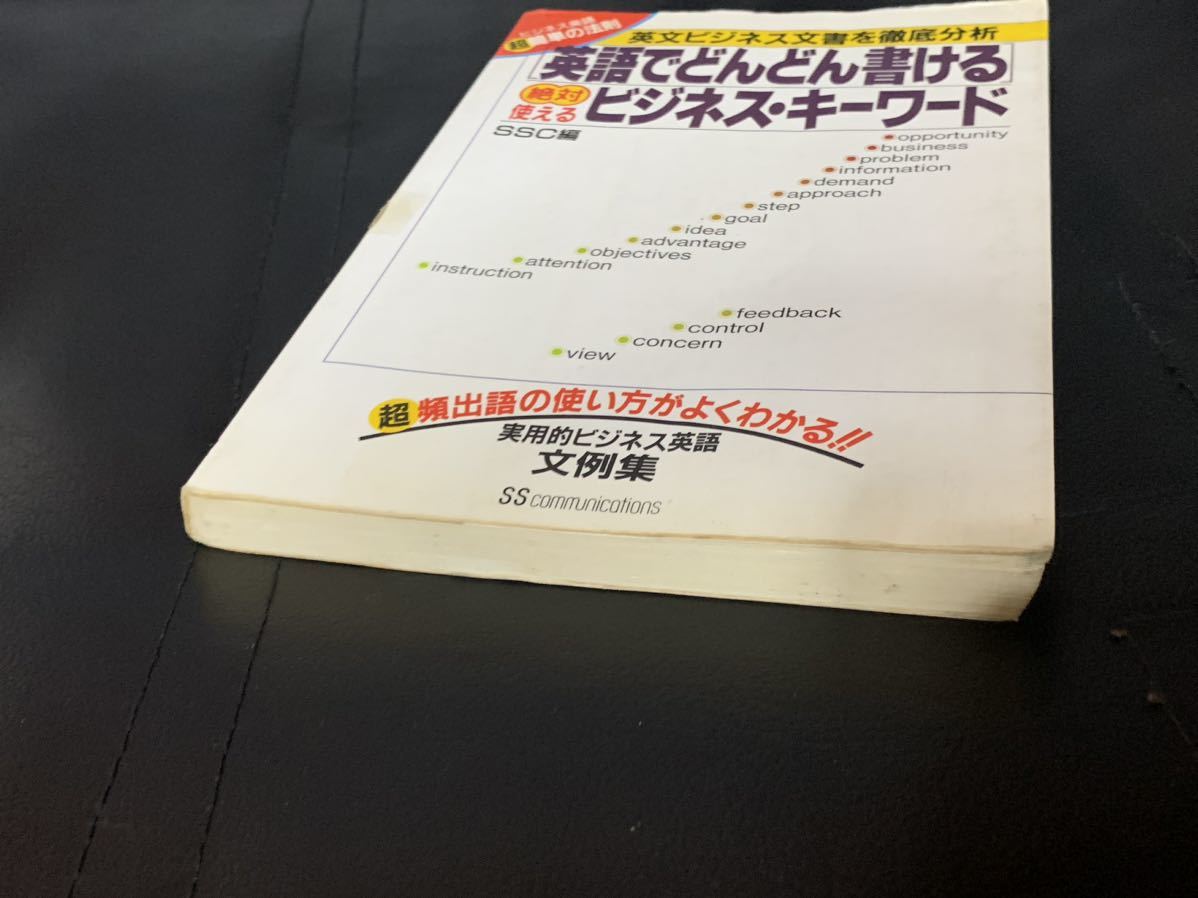 ビジネス英語
超簡単の法則
英文ビジネス文書を徹底分析
[英語でどんどん書ける]
絶対
使える
ビジネス・キーワード
SSC編
opportunity
business
problem
information
demand
approach
step
goal
idea
advantage
objectives
attention
instruction
feedback
control
concern
view
超頻出語の使い方がよくわかる!!
実用的ビジネス英語
文例集
SS communications